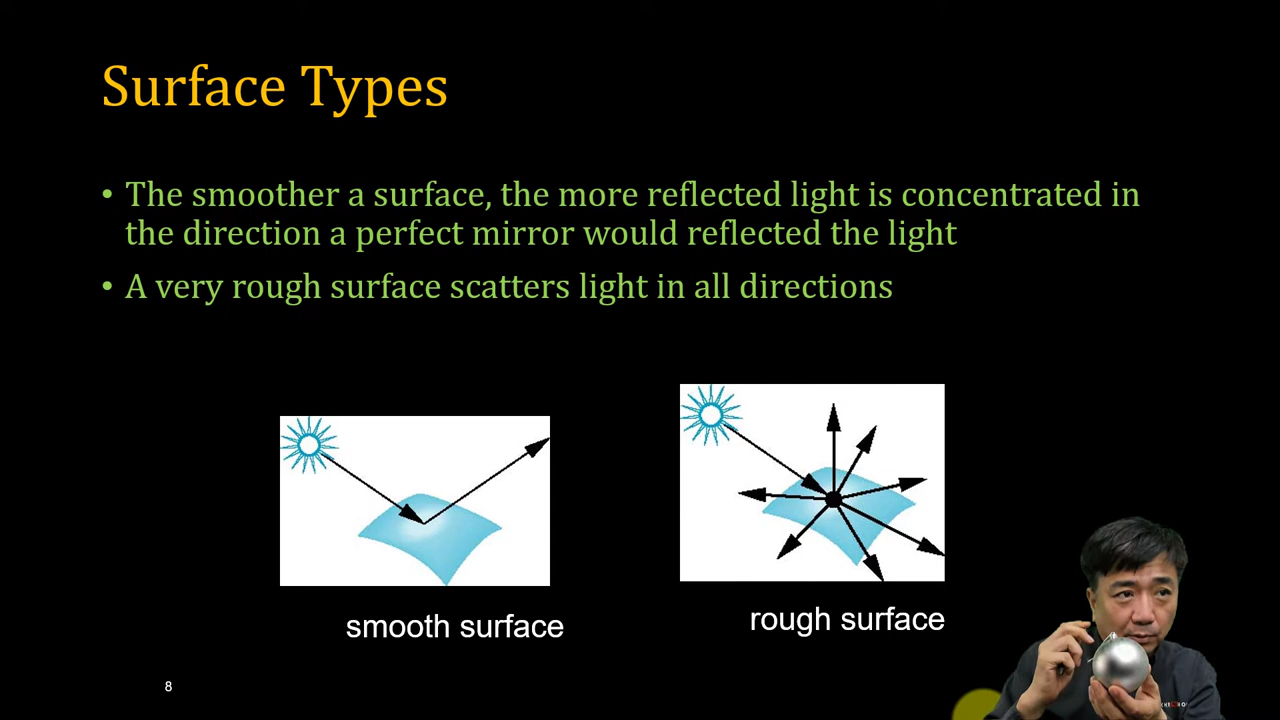 Surface Types
• The smoother a surface, the more reflected light is concentrated in
the direction a perfect mirror would reflected the light
• A very rough surface scatters light in all directions
smooth surface
rough surface
8